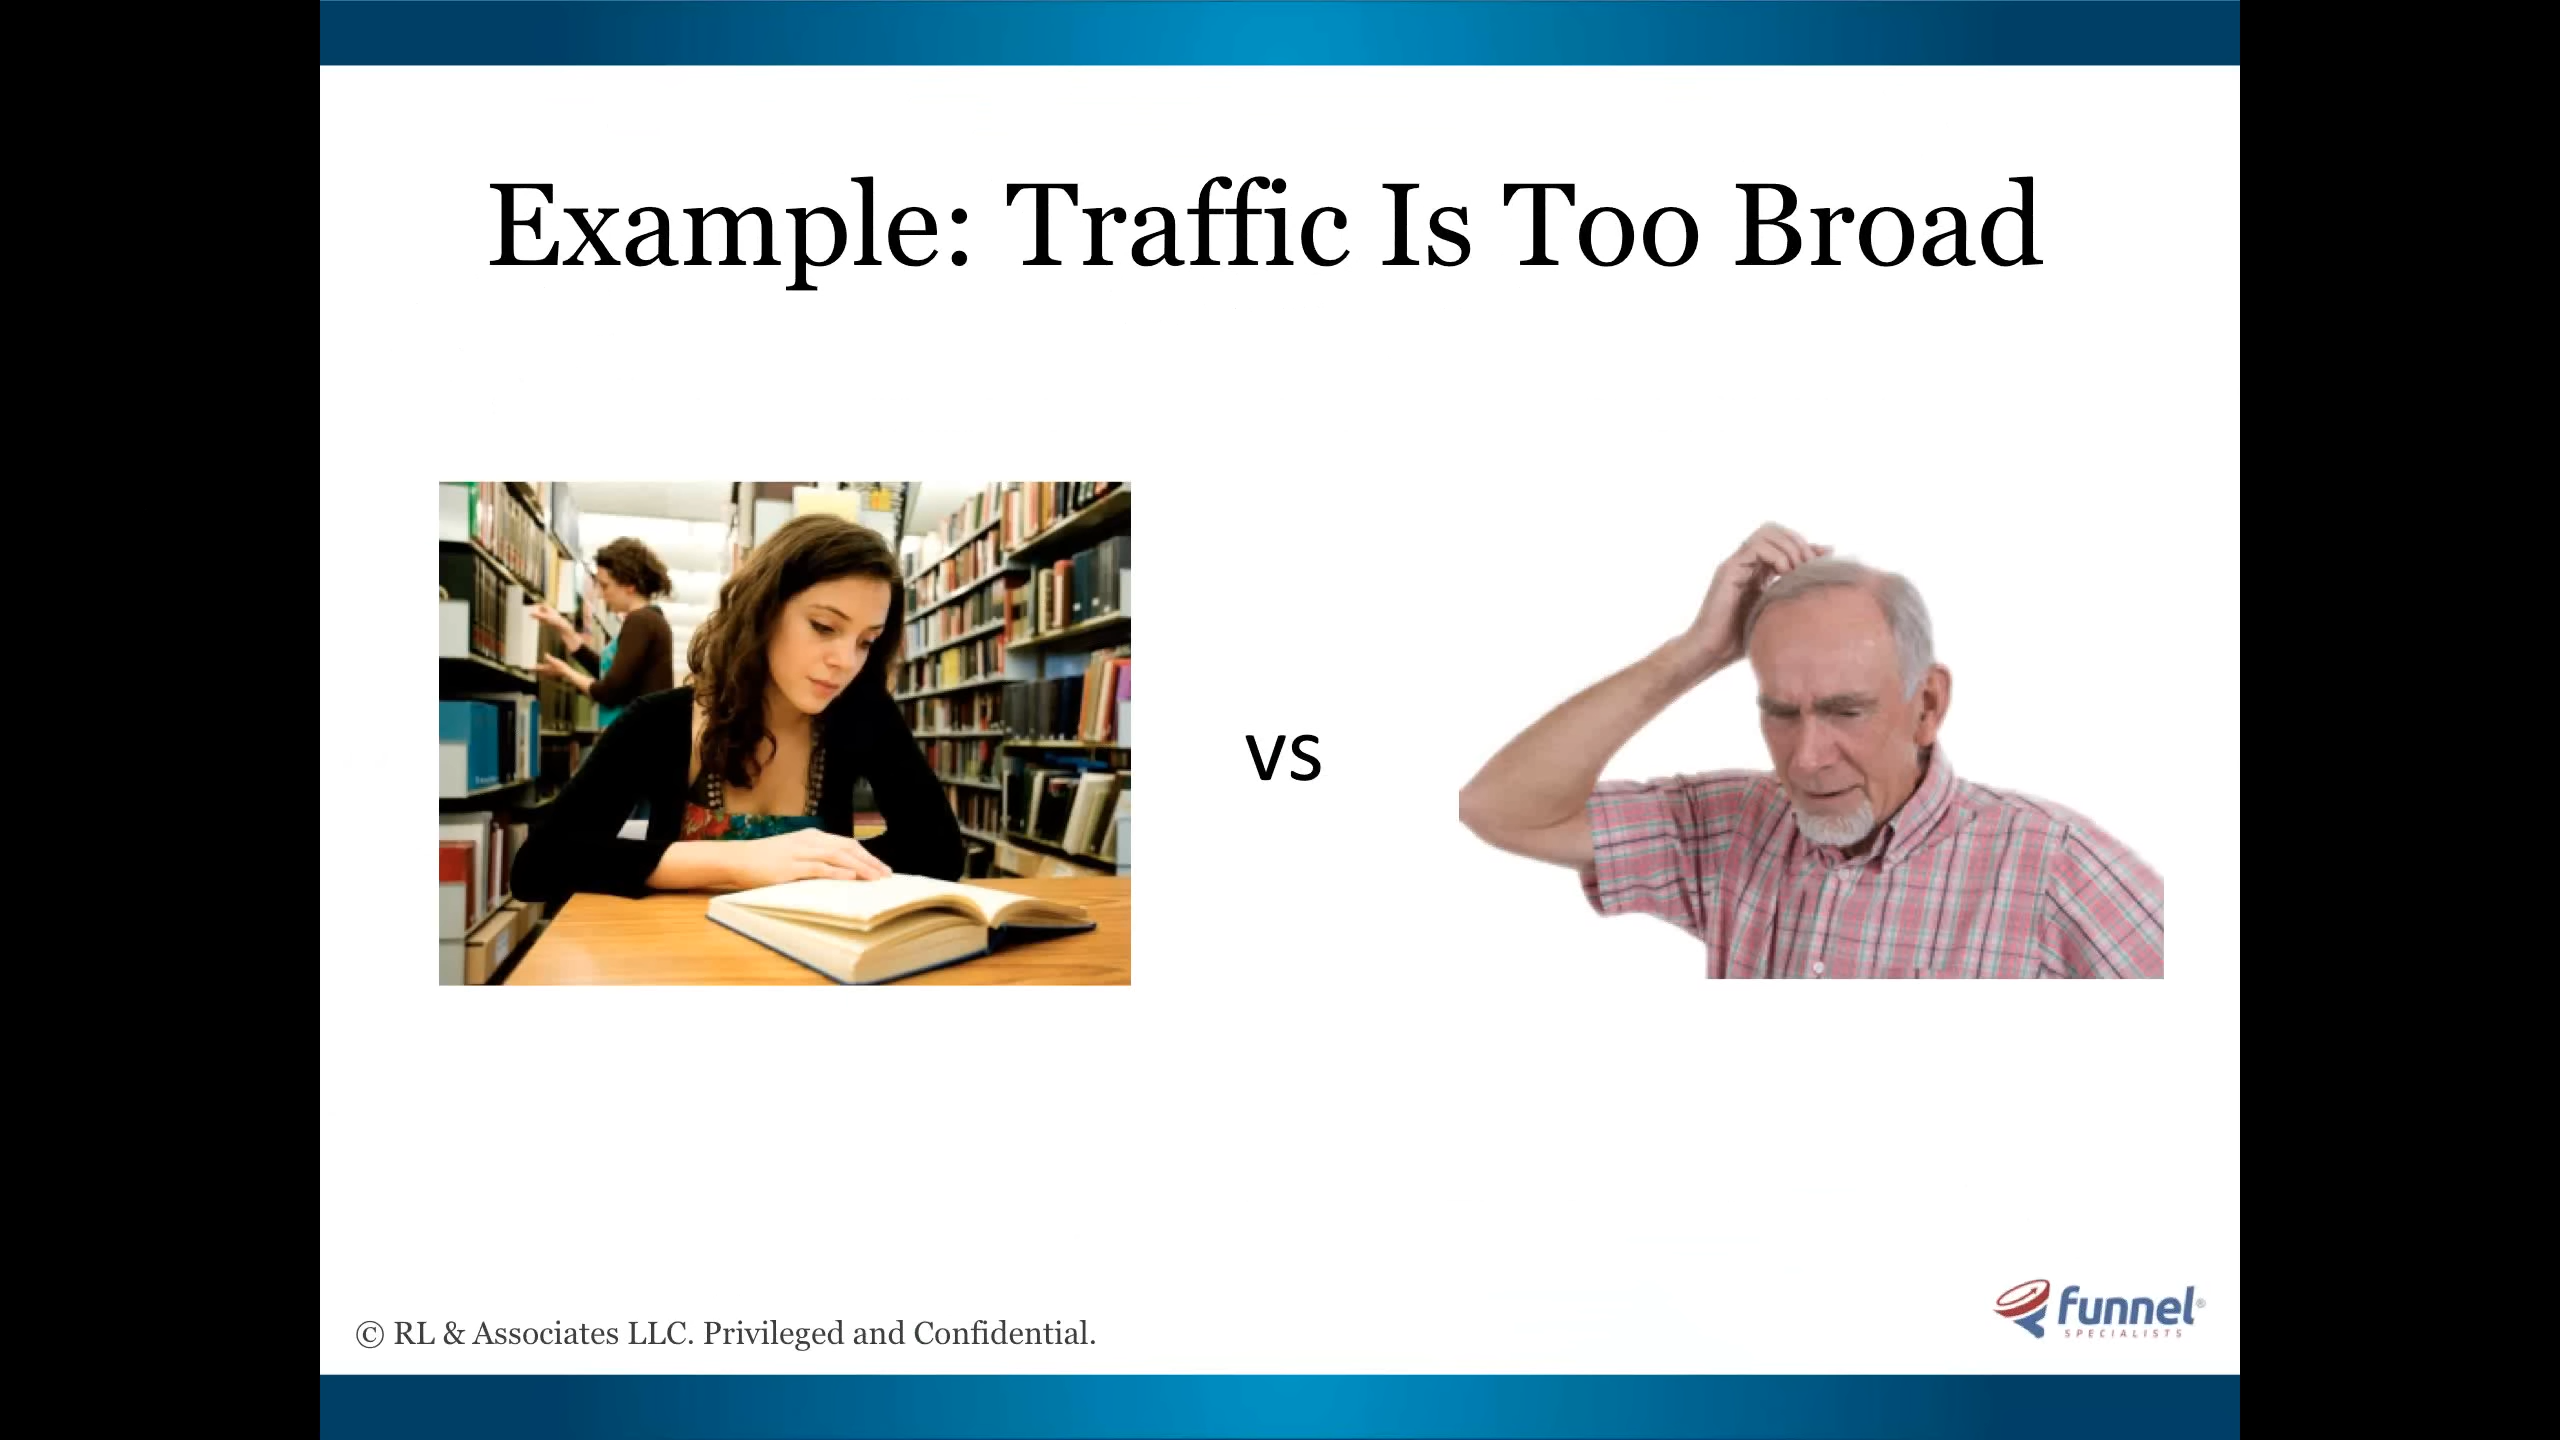 Example: Traffic Is Too Broad
vs
© RL & Associates LLC. Privileged and Confidential.
funnel®
SPECIALISTS